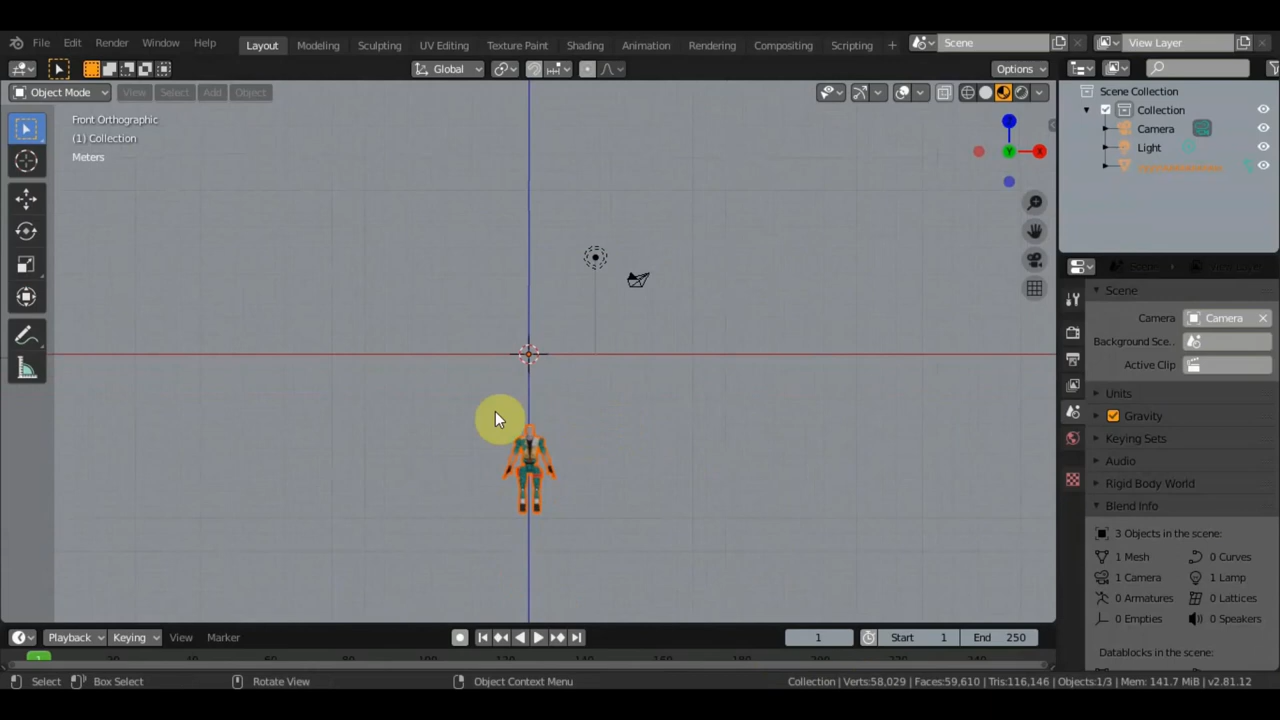 File Edit Render Window Help Layout Modeling Sculpting UV Editing Texture Paint Shading Animation Rendering Compositing Scripting + Scene View Layer
Global Options
Object Mode View Select Add Object
Front Orthographic
(1) Collection
Meters
X
Y
Scene Collection
Collection
Camera
Light
Scene
Camera Camera
Background Sce..
Active Clip
Units
Gravity
Keying Sets
Audio
Rigid Body World
Blend Info
3 Objects in the scene:
1 Mesh 0 Curves
1 Camera 1 Lamp
0 Armatures 0 Lattices
0 Empties 0 Speakers
Datablocks in the scene:
Playback Keying View Marker 1 Start 1 End 250
1
Select Box Select Rotate View Object Context Menu Collection | Verts:58,029 | Faces:59,610 | Tris:116,146 | Objects:1/3 | Mem: 141.7 MiB | v2.81.12